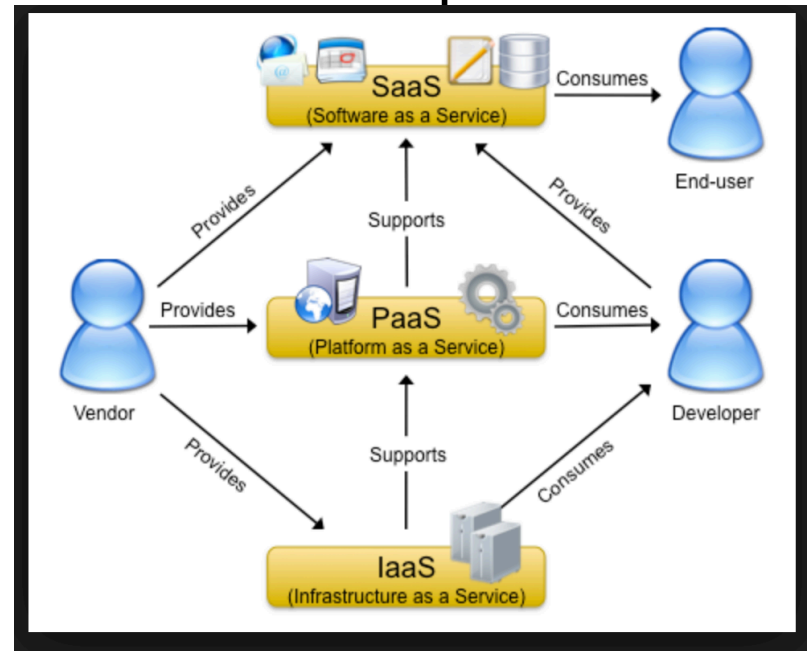 SaaS
(Software as a Service)
Consumes
End-user
Provides
Supports
Provides
Vendor
Provides
PaaS
(Platform as a Service)
Consumes
Developer
Provides
Supports
Consumes
IaaS
(Infrastructure as a Service)